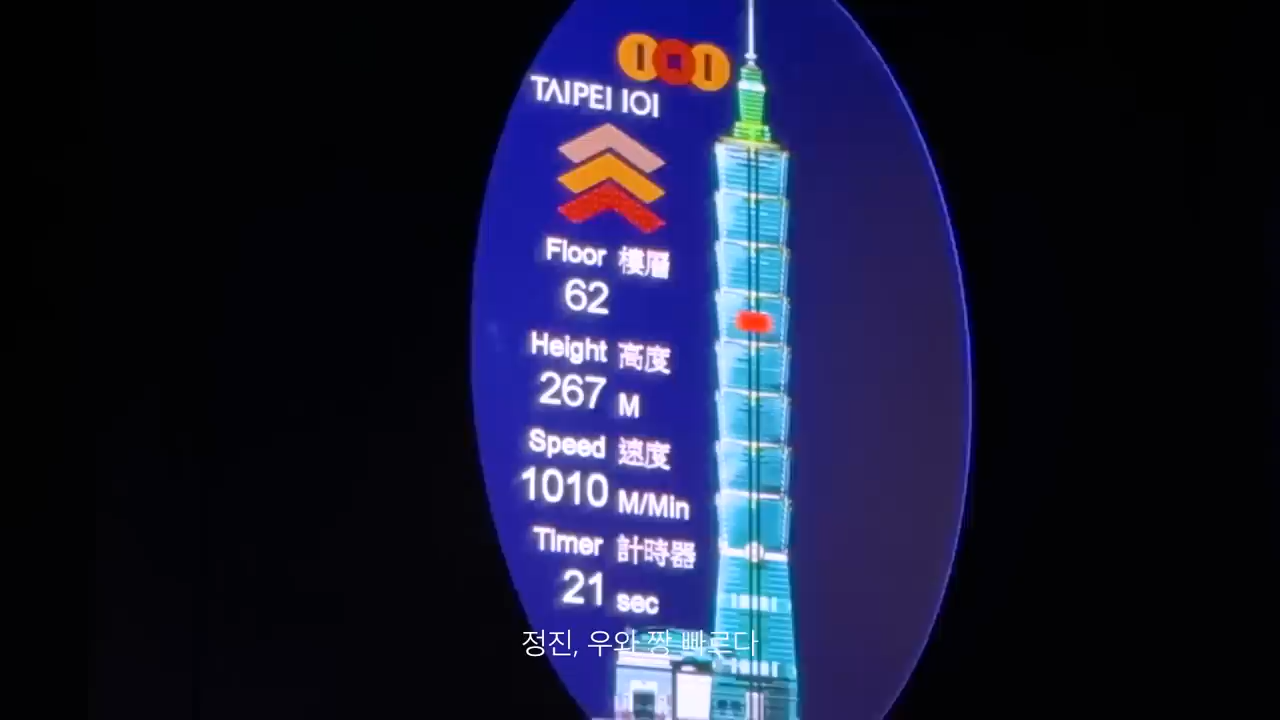 TAIPEI 101
Floor 樓層
62
Height 高度
267 M
Speed 速度
1010 M/Min
Timer 計時器
21 sec
정진, 우와 짱 빠르다